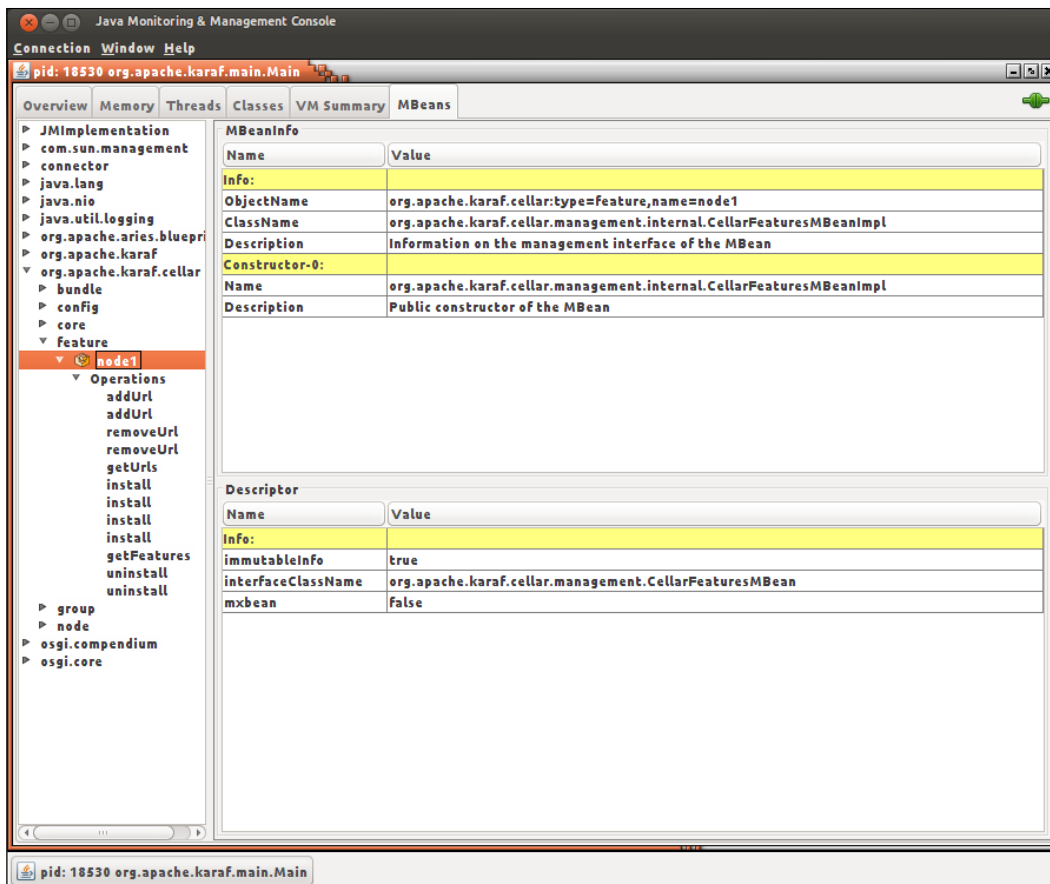 Java Monitoring & Management Console
Connection Window Help
pid: 18530 org.apache.karaf.main.Main
Overview Memory Threads Classes VM Summary MBeans
JMImplementation
com.sun.management
connector
java.lang
java.nio
java.util.logging
org.apache.aries.bluepri
org.apache.karaf
org.apache.karaf.cellar
bundle
config
core
feature
node1
Operations
addUrl
addUrl
removeUrl
removeUrl
getUrls
install
install
install
install
getFeatures
uninstall
uninstall
group
node
osgi.compendium
osgi.core
MBeanInfo
Name Value
Info:
ObjectName org.apache.karaf.cellar:type=feature,name=node1
ClassName org.apache.karaf.cellar.management.internal.CellarFeaturesMBeanImpl
Description Information on the management interface of the MBean
Constructor-0:
Name org.apache.karaf.cellar.management.internal.CellarFeaturesMBeanImpl
Description Public constructor of the MBean
Descriptor
Name Value
Info:
immutableInfo true
interfaceClassName org.apache.karaf.cellar.management.CellarFeaturesMBean
mxbean false
pid: 18530 org.apache.karaf.main.Main